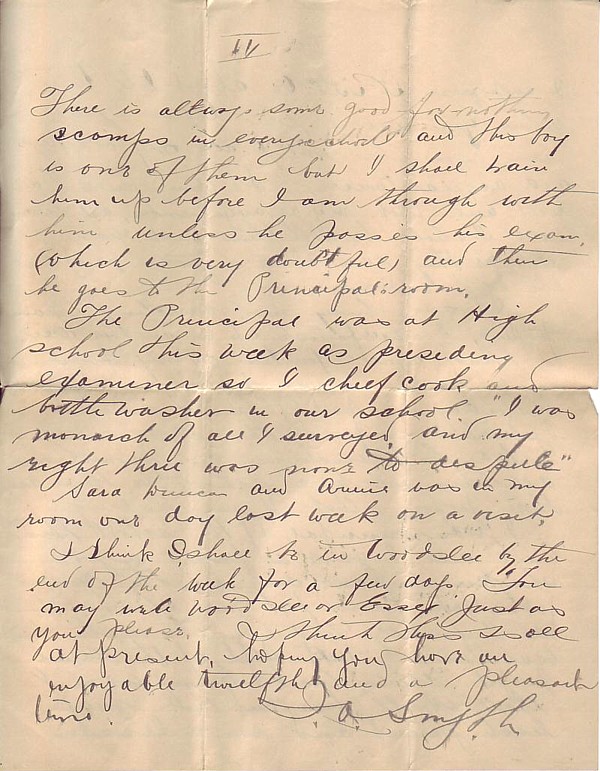 IV
There is allways some good for nothing
scamps in every school and this boy
is one of them but I shall train
him up before I am through with
him unless he passes his exam.
(which is very doubtful) and then
he goes to the Principal's room.
The Principal was at High
school this week as presiding
examiner so I chief cook and
bottle washer in our school "I was
monarch of all I surveyed and my
right there was none to dispute"
Sara Duncan and Annie was in my
room one day last week on a visit.
I think I shall be in Woodslee by the
end of the week for a few days. You
may write Woodslee or Essex Just as
you please. I think this is all
at present, hoping you have an
enjoyable twelfth and a pleasant
time.
J. A. Smyth